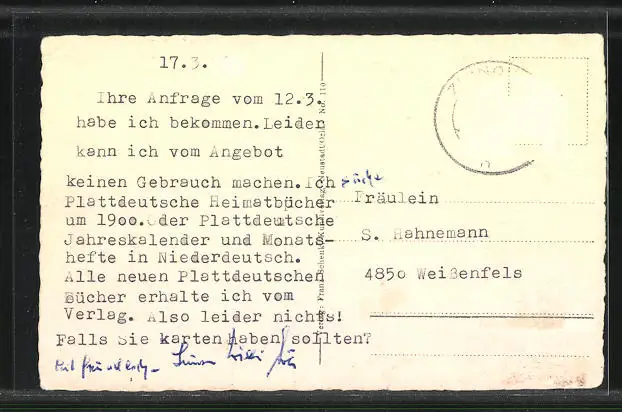 17.3.
Ihre Anfrage vom 12.3.
habe ich bekommen.Leider
kann ich vom Angebot
keinen Gebrauch machen.Ich suche
Plattdeutsche Heimatbücher
um 19oo.oder Plattdeutsche
Jahreskalender und Monats-
hefte in Niederdeutsch.
Alle neuen Plattdeutschen
Bücher erhalte ich vom
Verlag. Also leider nichts!
Falls Sie karten haben sollten?
Fräulein
S. Hahnemann
485o Weißenfels